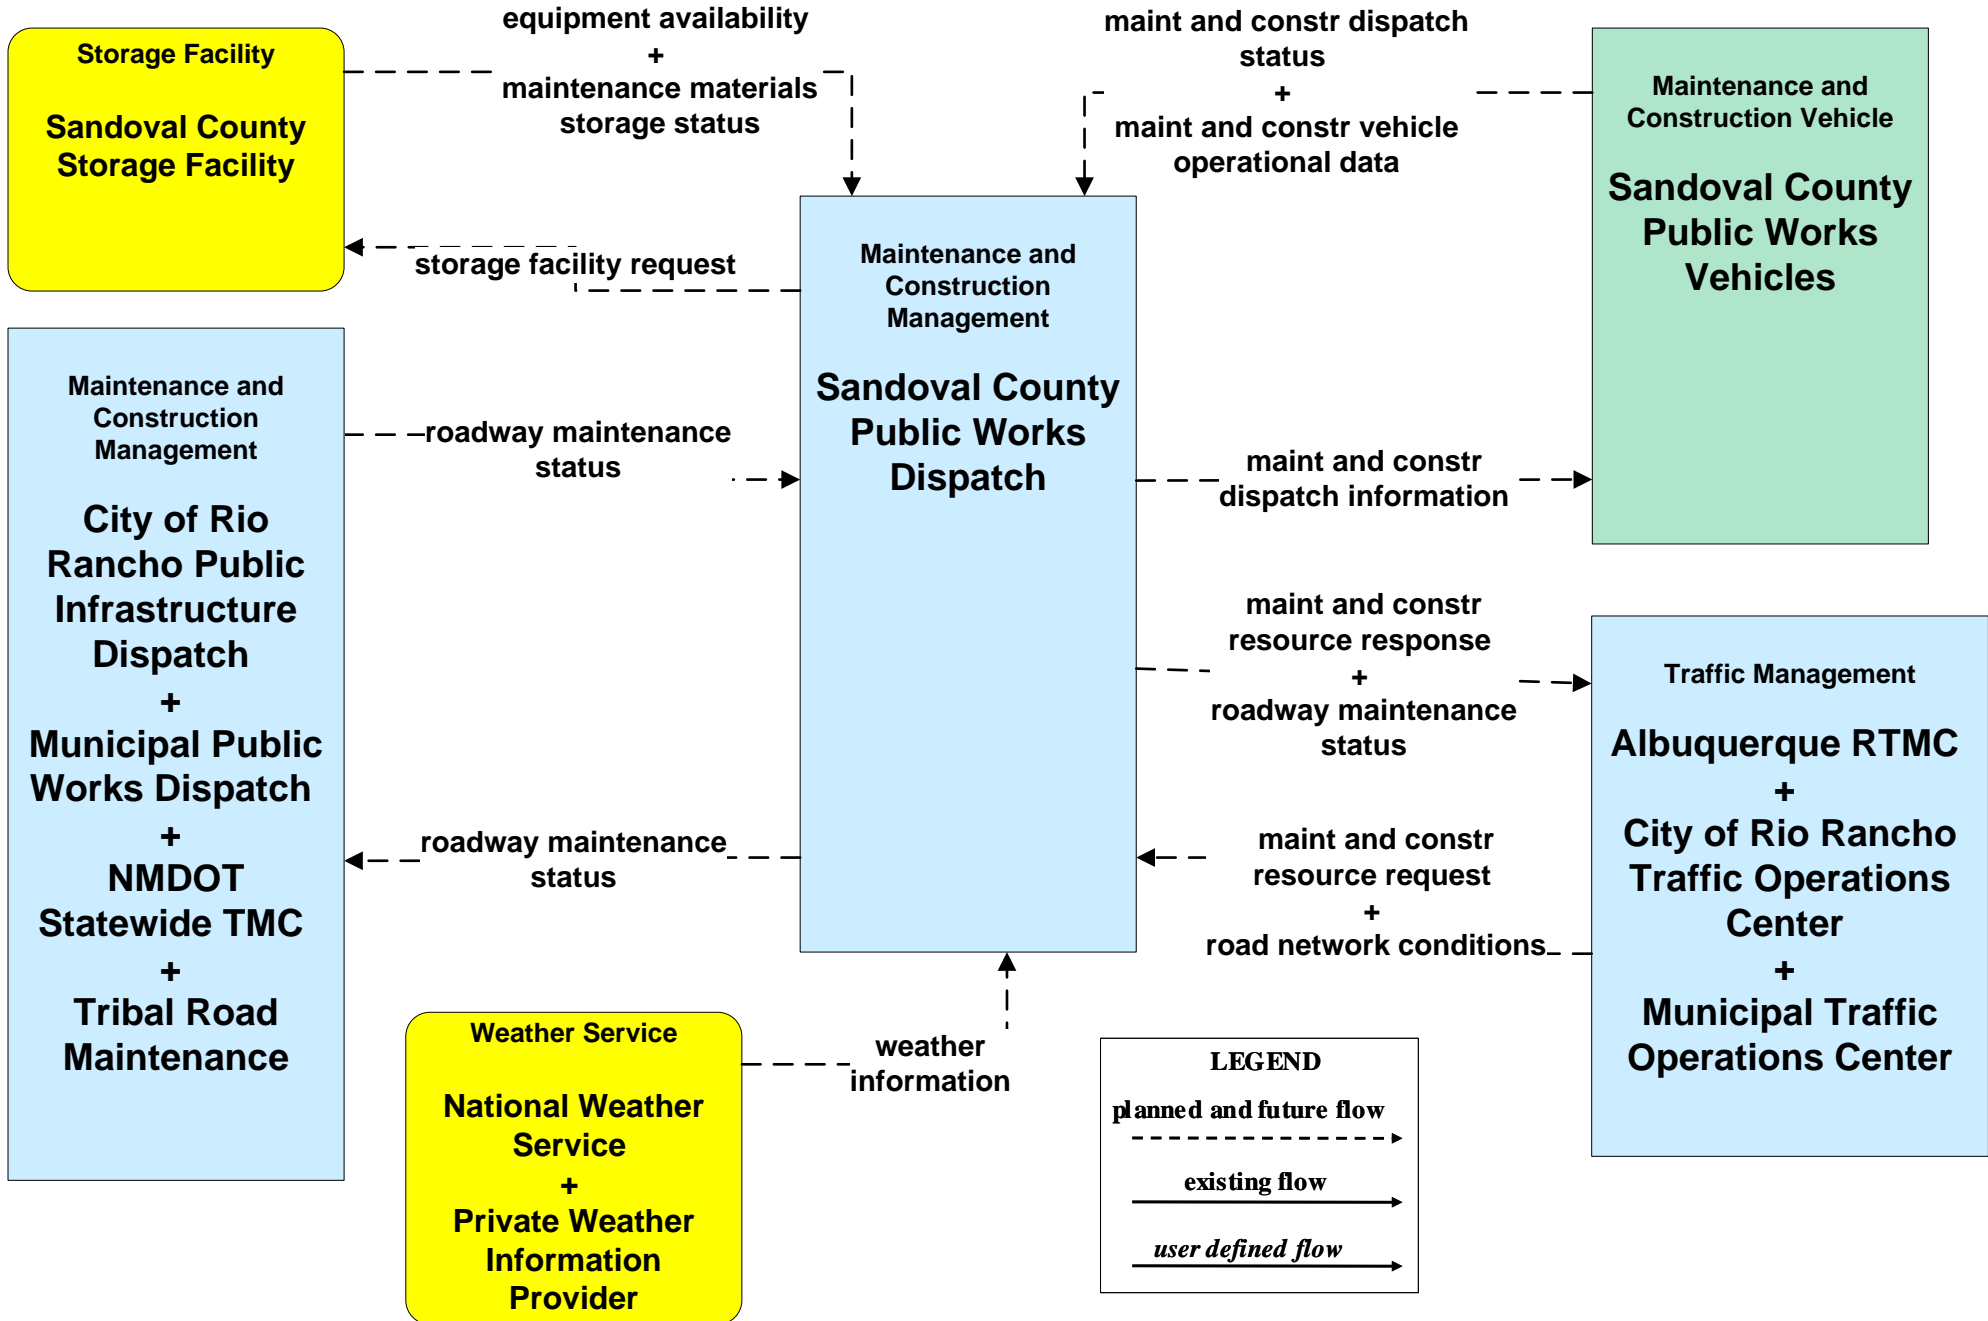 Storage Facility
Sandoval County
Storage Facility
equipment availability
+
maintenance materials
storage status
storage facility request
maint and constr dispatch
status
+
maint and constr vehicle
operational data
Maintenance and
Construction Vehicle
Sandoval County
Public Works
Vehicles
Maintenance and
Construction
Management
Sandoval County
Public Works
Dispatch
Maintenance and
Construction
Management
City of Rio
Rancho Public
Infrastructure
Dispatch
+
Municipal Public
Works Dispatch
+
NMDOT
Statewide TMC
+
Tribal Road
Maintenance
roadway maintenance
status
roadway maintenance
status
maint and constr
dispatch information
maint and constr
resource response
+
roadway maintenance
status
maint and constr
resource request
+
road network conditions
Traffic Management
Albuquerque RTMC
+
City of Rio Rancho
Traffic Operations
Center
+
Municipal Traffic
Operations Center
Weather Service
National Weather
Service
+
Private Weather
Information
Provider
weather
information
LEGEND
planned and future flow
existing flow
user defined flow